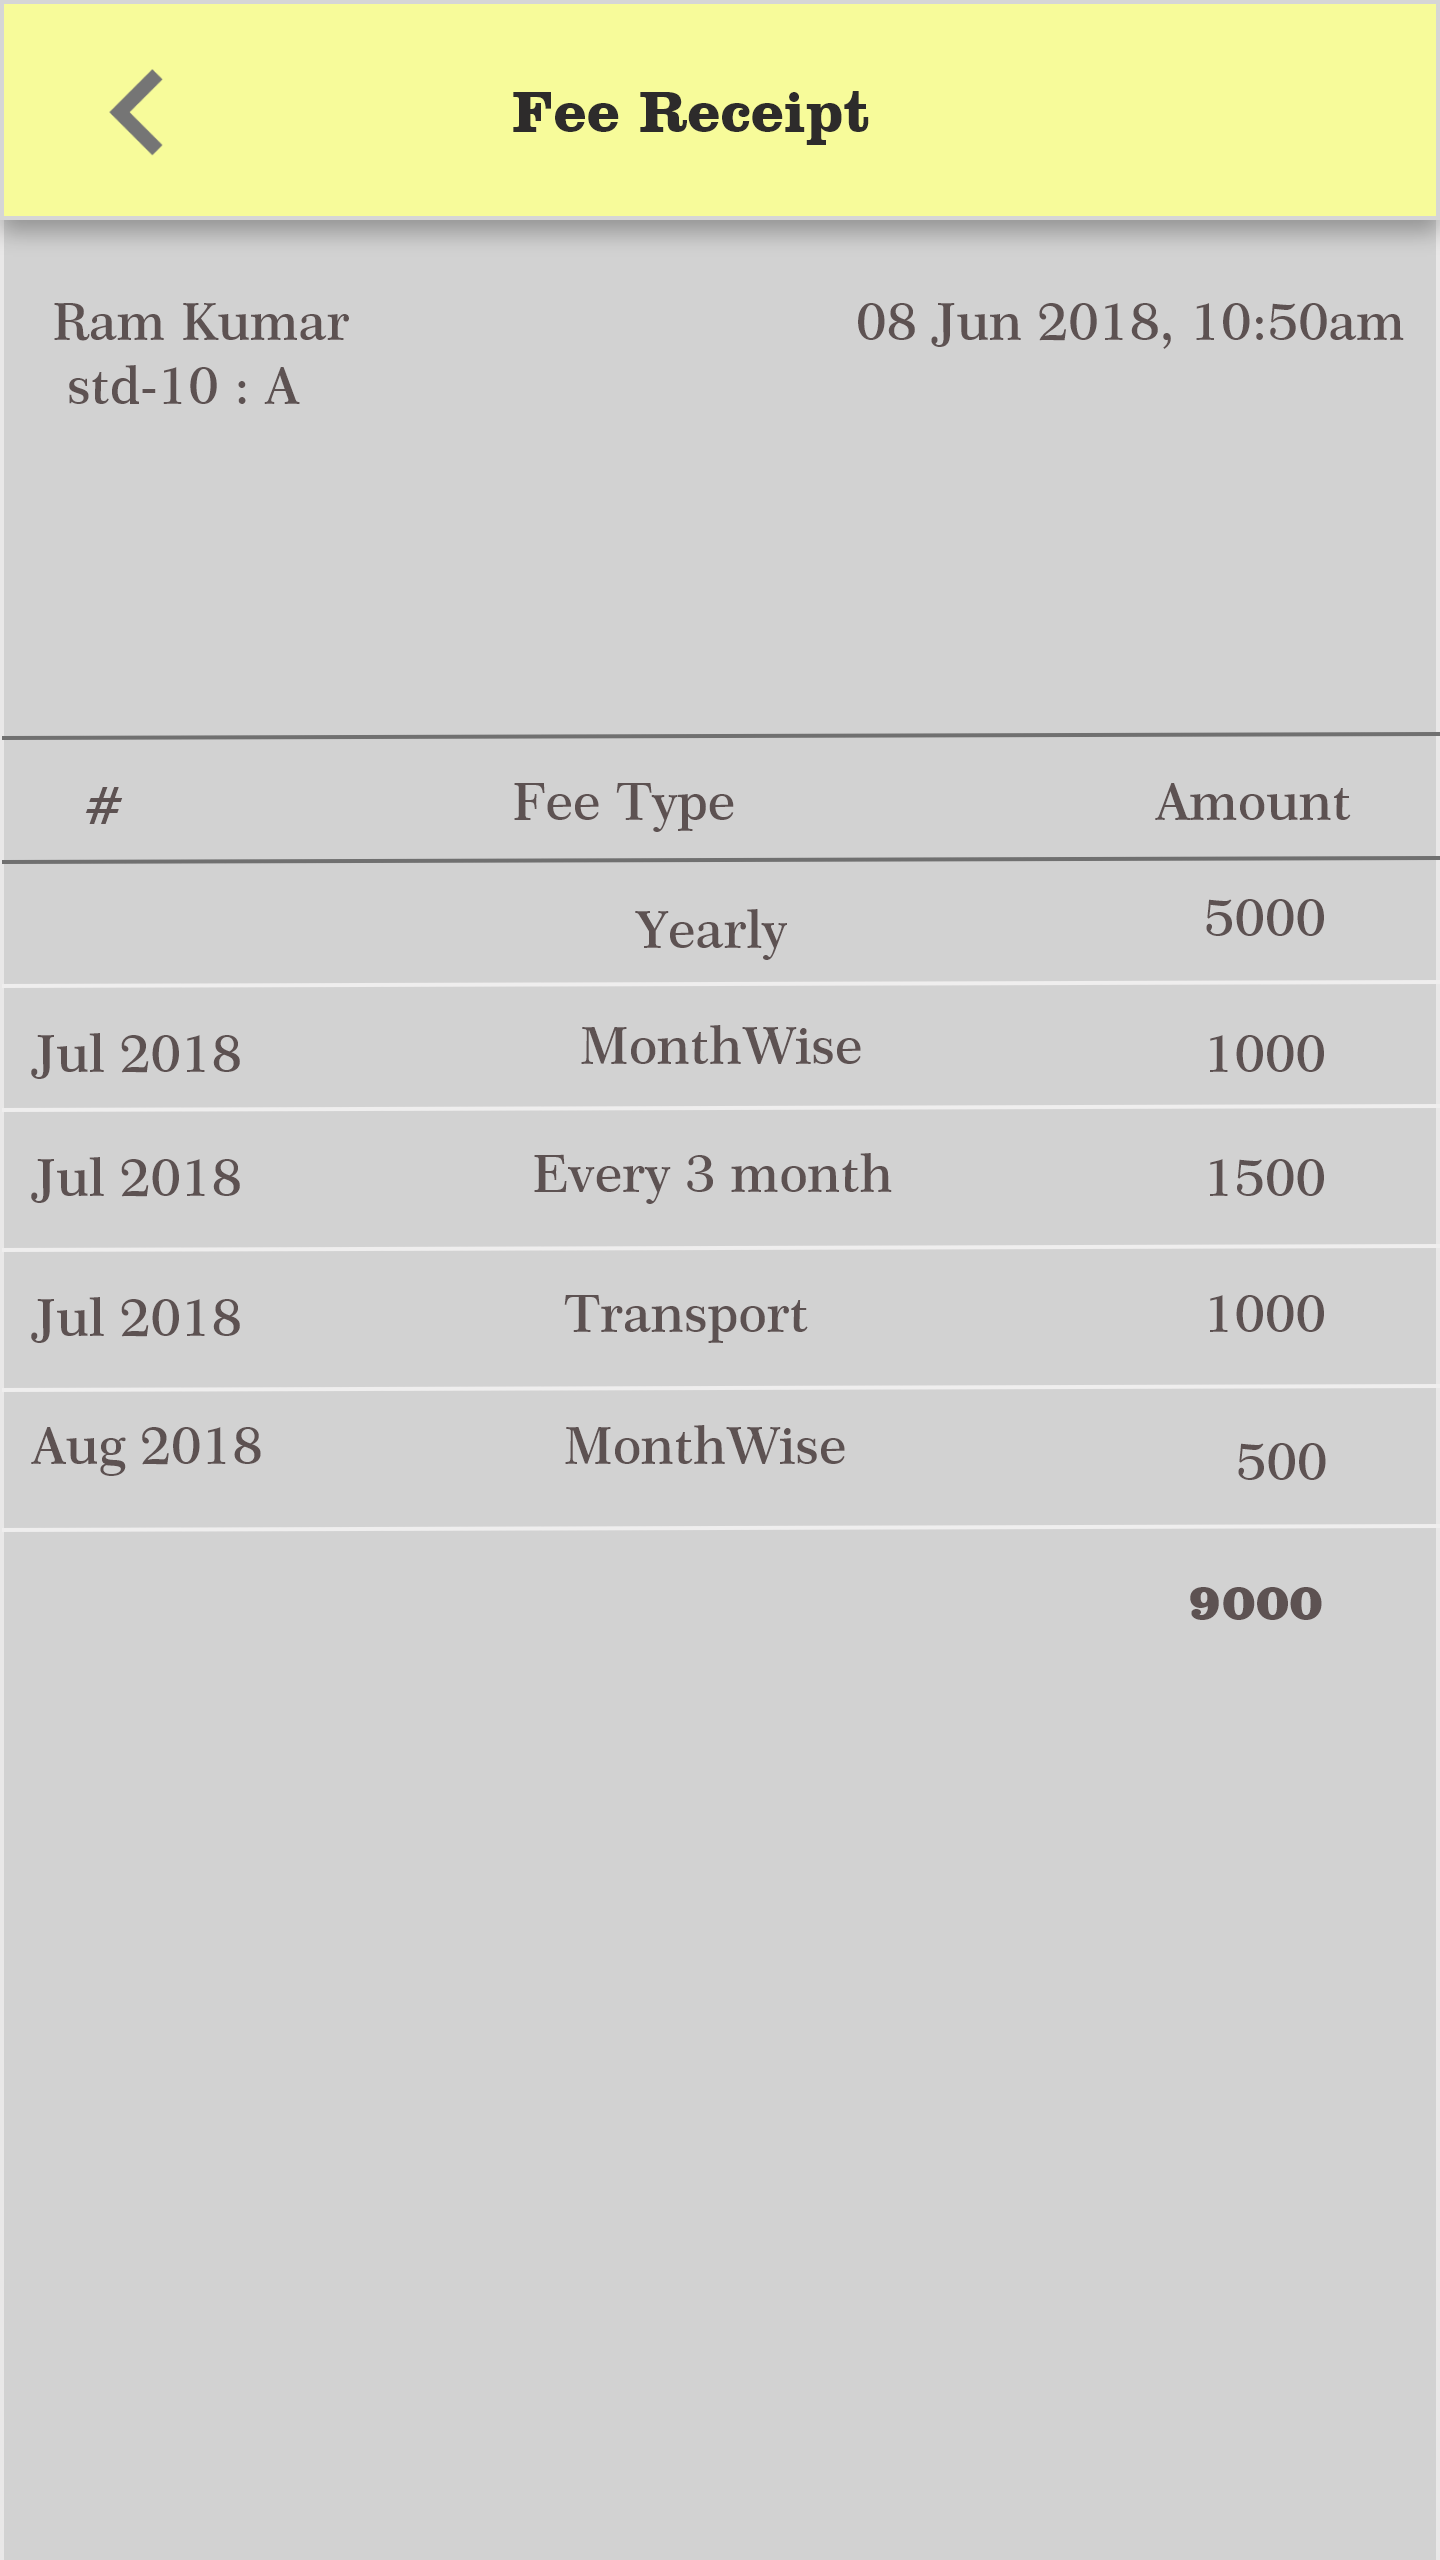 Fee Receipt
Ram Kumar 08 Jun 2018, 10:50am
std-10 : A
# Fee Type Amount
Yearly 5000
Jul 2018 MonthWise 1000
Jul 2018 Every 3 month 1500
Jul 2018 Transport 1000
Aug 2018 MonthWise 500
9000